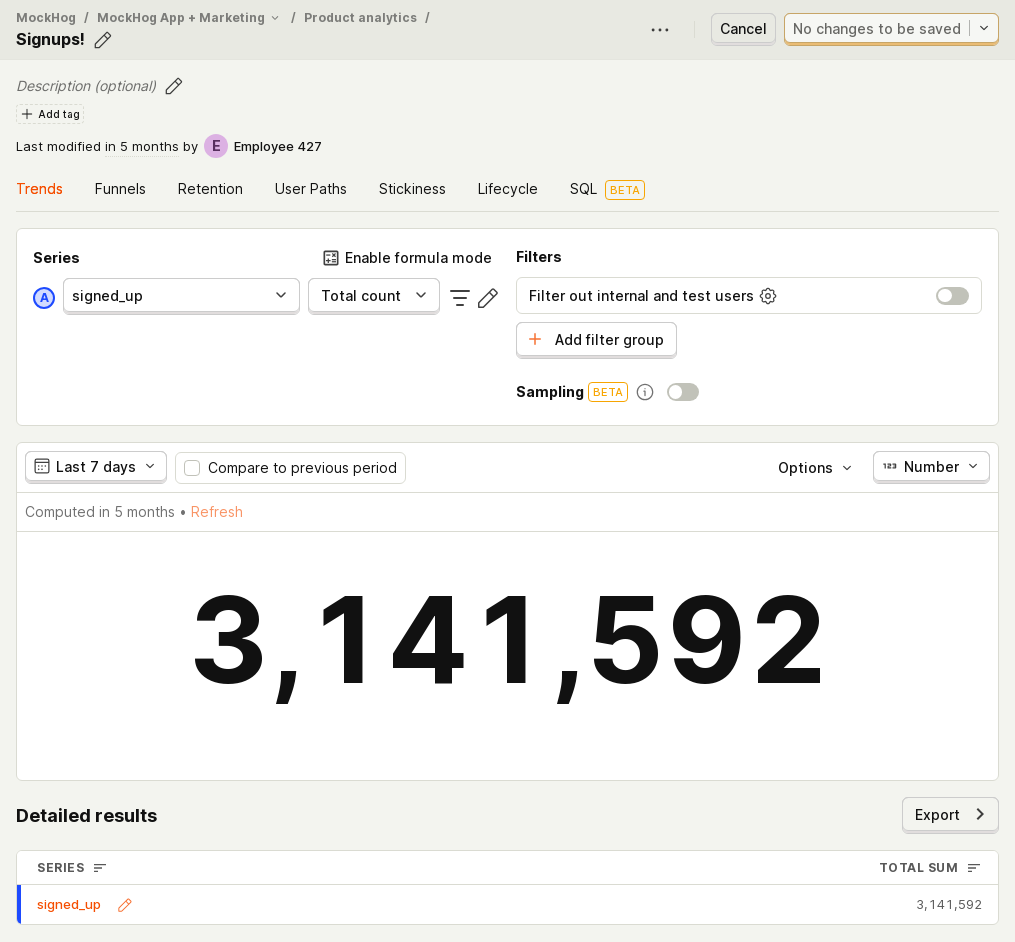 MockHog / MockHog App + Marketing / Product analytics /
Signups!
Cancel
No changes to be saved
Description (optional)
Add tag
Last modified in 5 months by E Employee 427
Trends Funnels Retention User Paths Stickiness Lifecycle SQL BETA
Series
Enable formula mode
A signed_up Total count
Filters
Filter out internal and test users
+ Add filter group
Sampling BETA
Last 7 days Compare to previous period Options 123 Number
Computed in 5 months • Refresh
3,141,592
Detailed results
Export
SERIES TOTAL SUM
signed_up 3,141,592